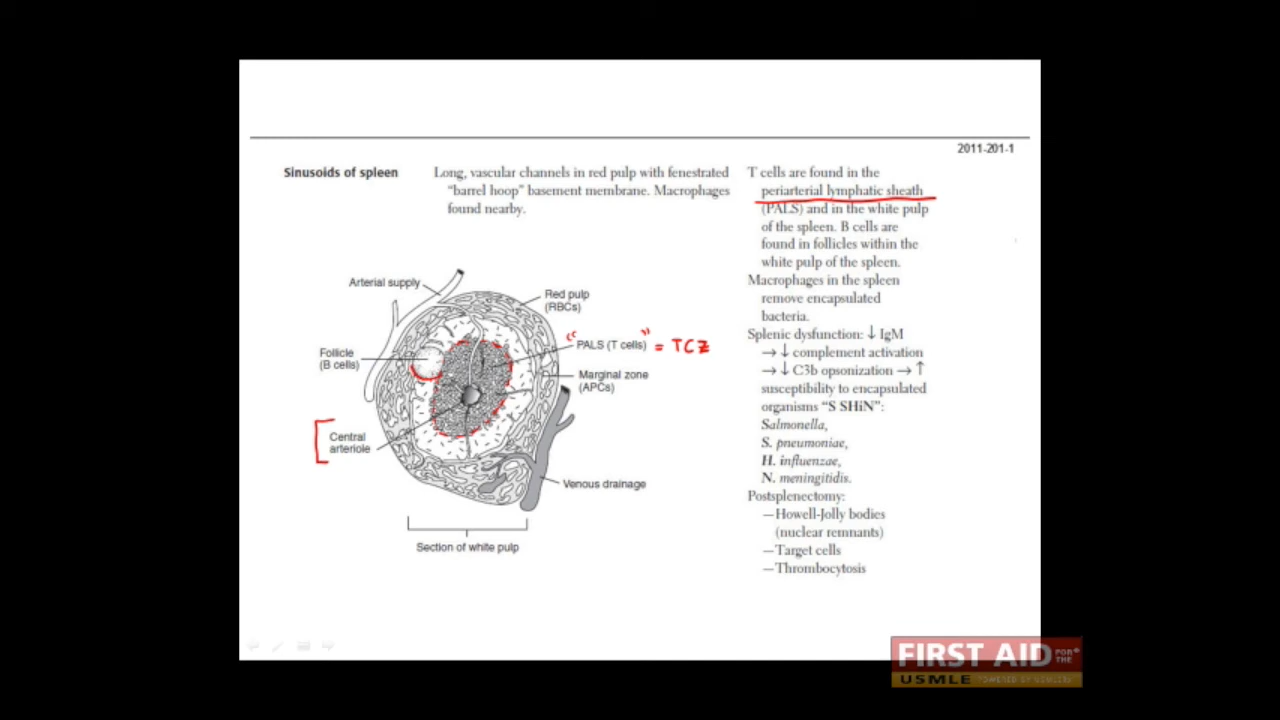 2011-201-1
Sinusoids of spleen
Long, vascular channels in red pulp with fenestrated
“barrel hoop” basement membrane. Macrophages
found nearby.
T cells are found in the
periarterial lymphatic sheath
(PALS) and in the white pulp
of the spleen. B cells are
found in follicles within the
white pulp of the spleen.
Macrophages in the spleen
remove encapsulated
bacteria.
Splenic dysfunction: ↓ IgM
→ ↓ complement activation
→ ↓ C3b opsonization → ↑
susceptibility to encapsulated
organisms “S SHiN”:
Salmonella,
S. pneumoniae,
H. influenzae,
N. meningitidis.
Postsplenectomy:
—Howell-Jolly bodies
(nuclear remnants)
—Target cells
—Thrombocytosis
Arterial supply
Red pulp
(RBCs)
Follicle
(B cells)
“PALS (T cells)” = TCZ
Marginal zone
(APCs)
Central
arteriole
Venous drainage
Section of white pulp
FIRST AID FOR THE®
USMLE